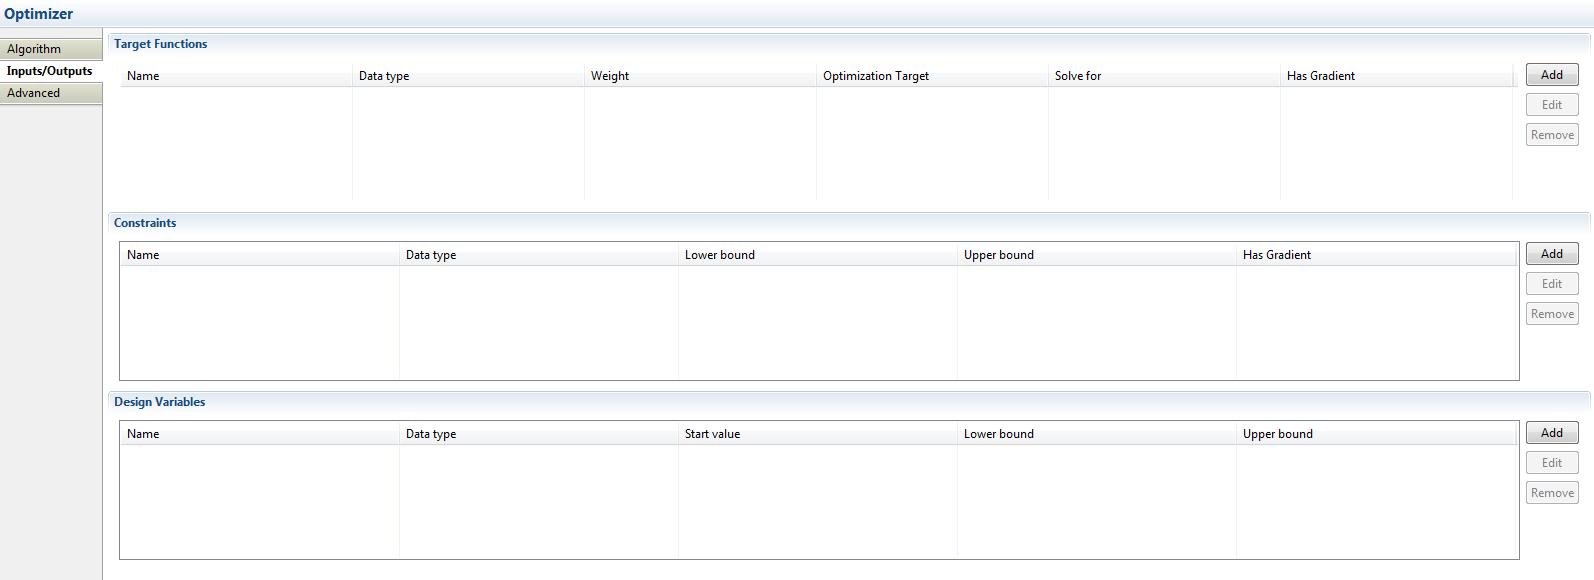 Optimizer
Algorithm
Inputs/Outputs
Advanced
Target Functions
Name Data type Weight Optimization Target Solve for Has Gradient
Add
Edit
Remove
Constraints
Name Data type Lower bound Upper bound Has Gradient
Add
Edit
Remove
Design Variables
Name Data type Start value Lower bound Upper bound
Add
Edit
Remove